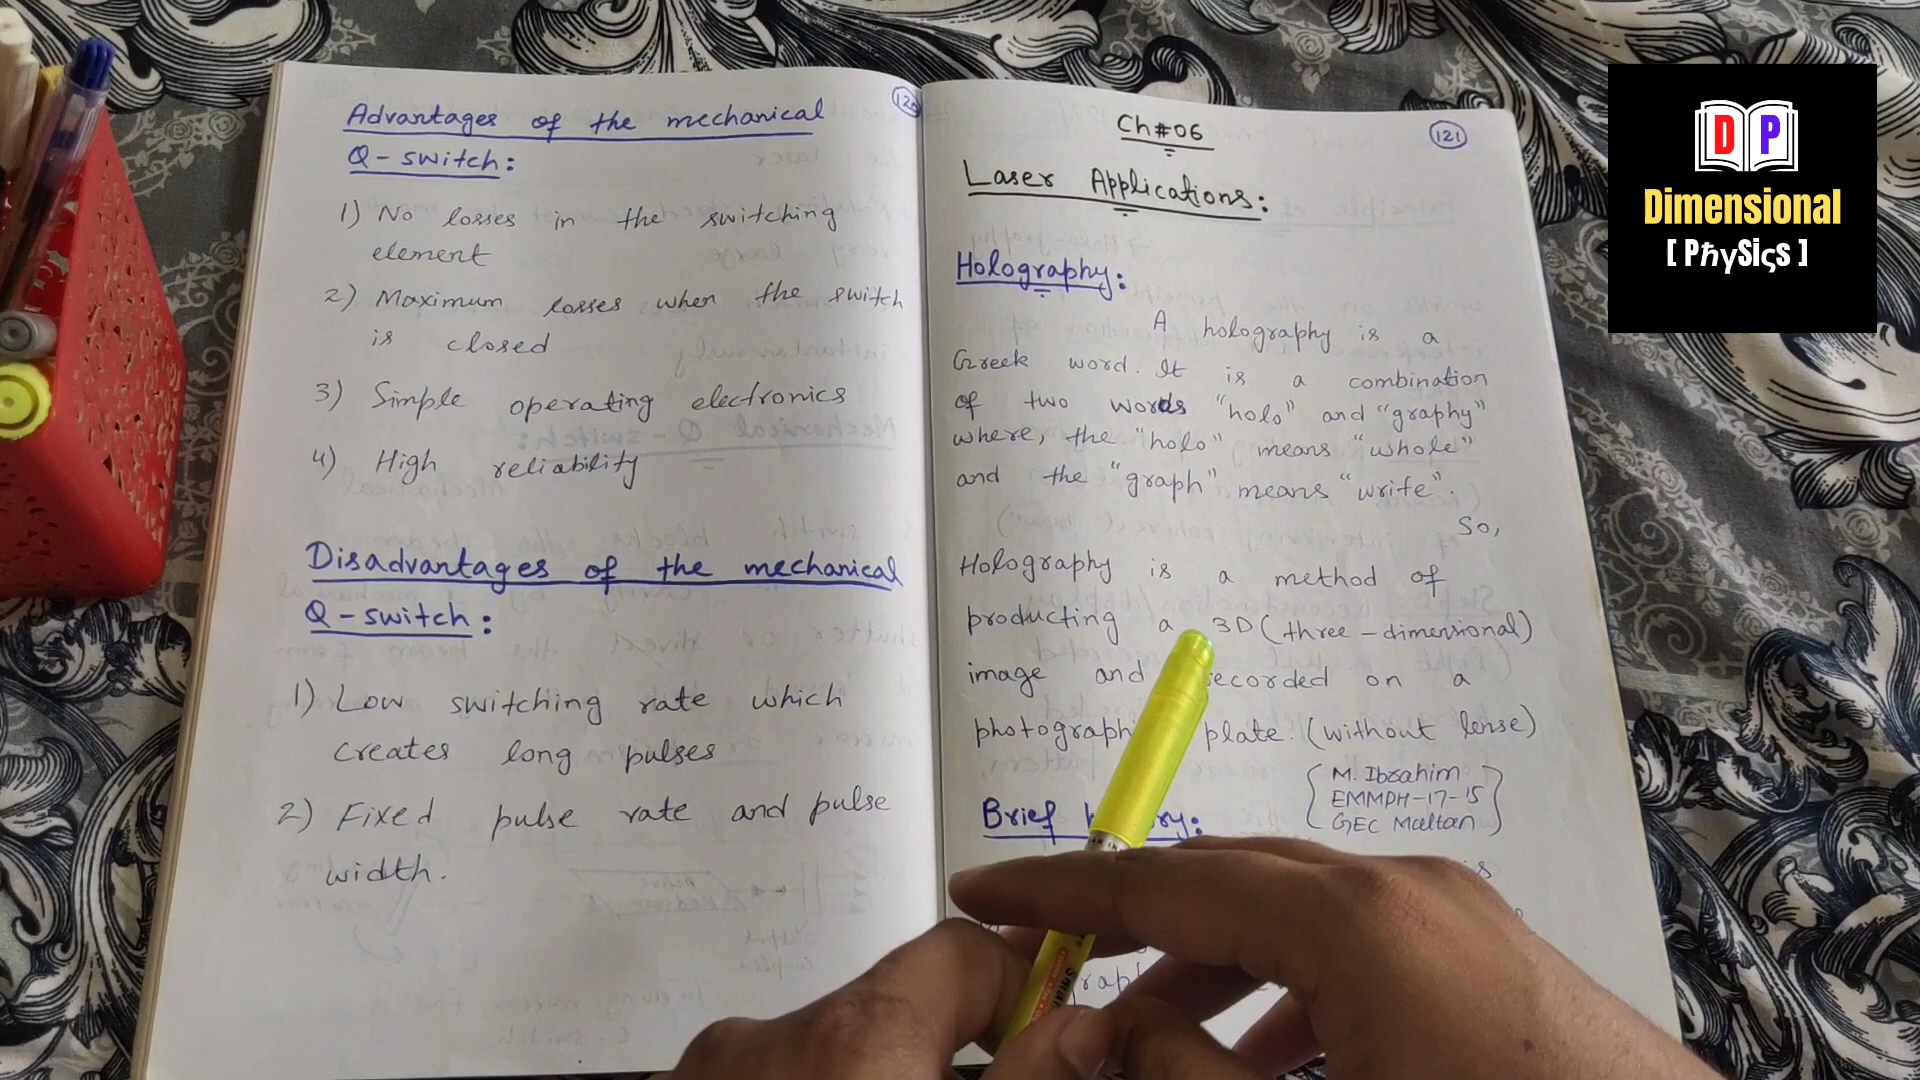 Advantages of the mechanical
Q-switch:
1) No losses in the switching
element
2) Maximum losses when the switch
is closed
3) Simple operating electronics
4) High reliability
Disadvantages of the mechanical
Q-switch:
1) Low switching rate which
creates long pulses
2) Fixed pulse rate and pulse
width.
120
Ch#06
121
Laser Applications:
Holography:
A holography is a
Greek word. It is a combination
of two words "holo" and "graphy"
where, the "holo" means "whole"
and the "graph" means "write".
So,
Holography is a method of
producting a 3D (three-dimensional)
image and recorded on a
photograph plate. (without lense)
M. Ibrahim
EMMPH-17-15
GEC Multan
Brief
is
DP
Dimensional
[ PℏγSiçs ]